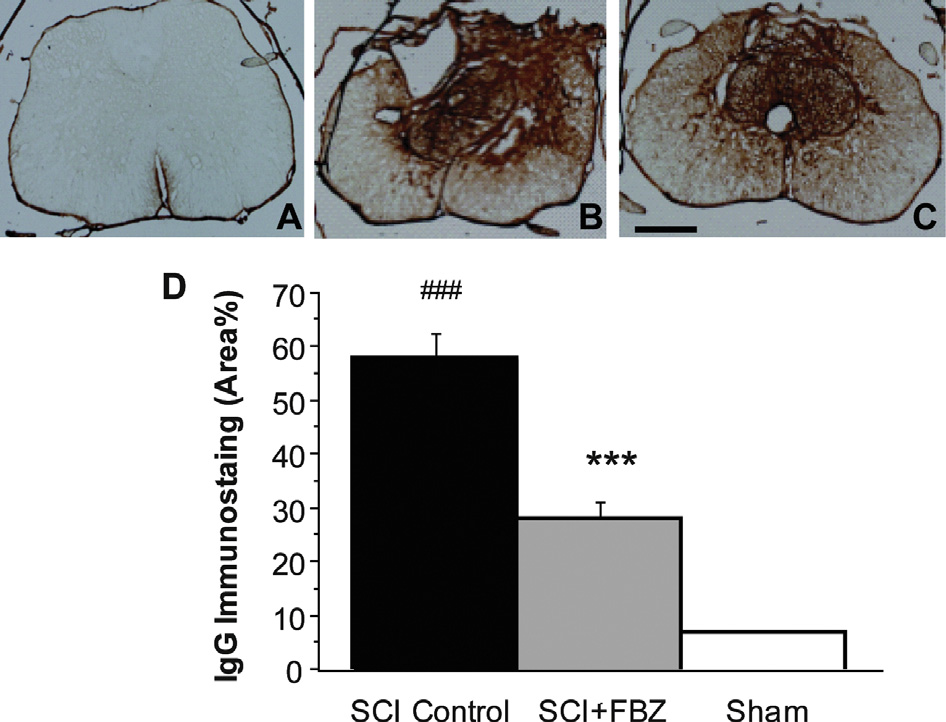 A
B
C
D
###
***
IgG Immunostaing (Area%)
70
60
50
40
30
20
10
0
SCI Control SCI+FBZ Sham